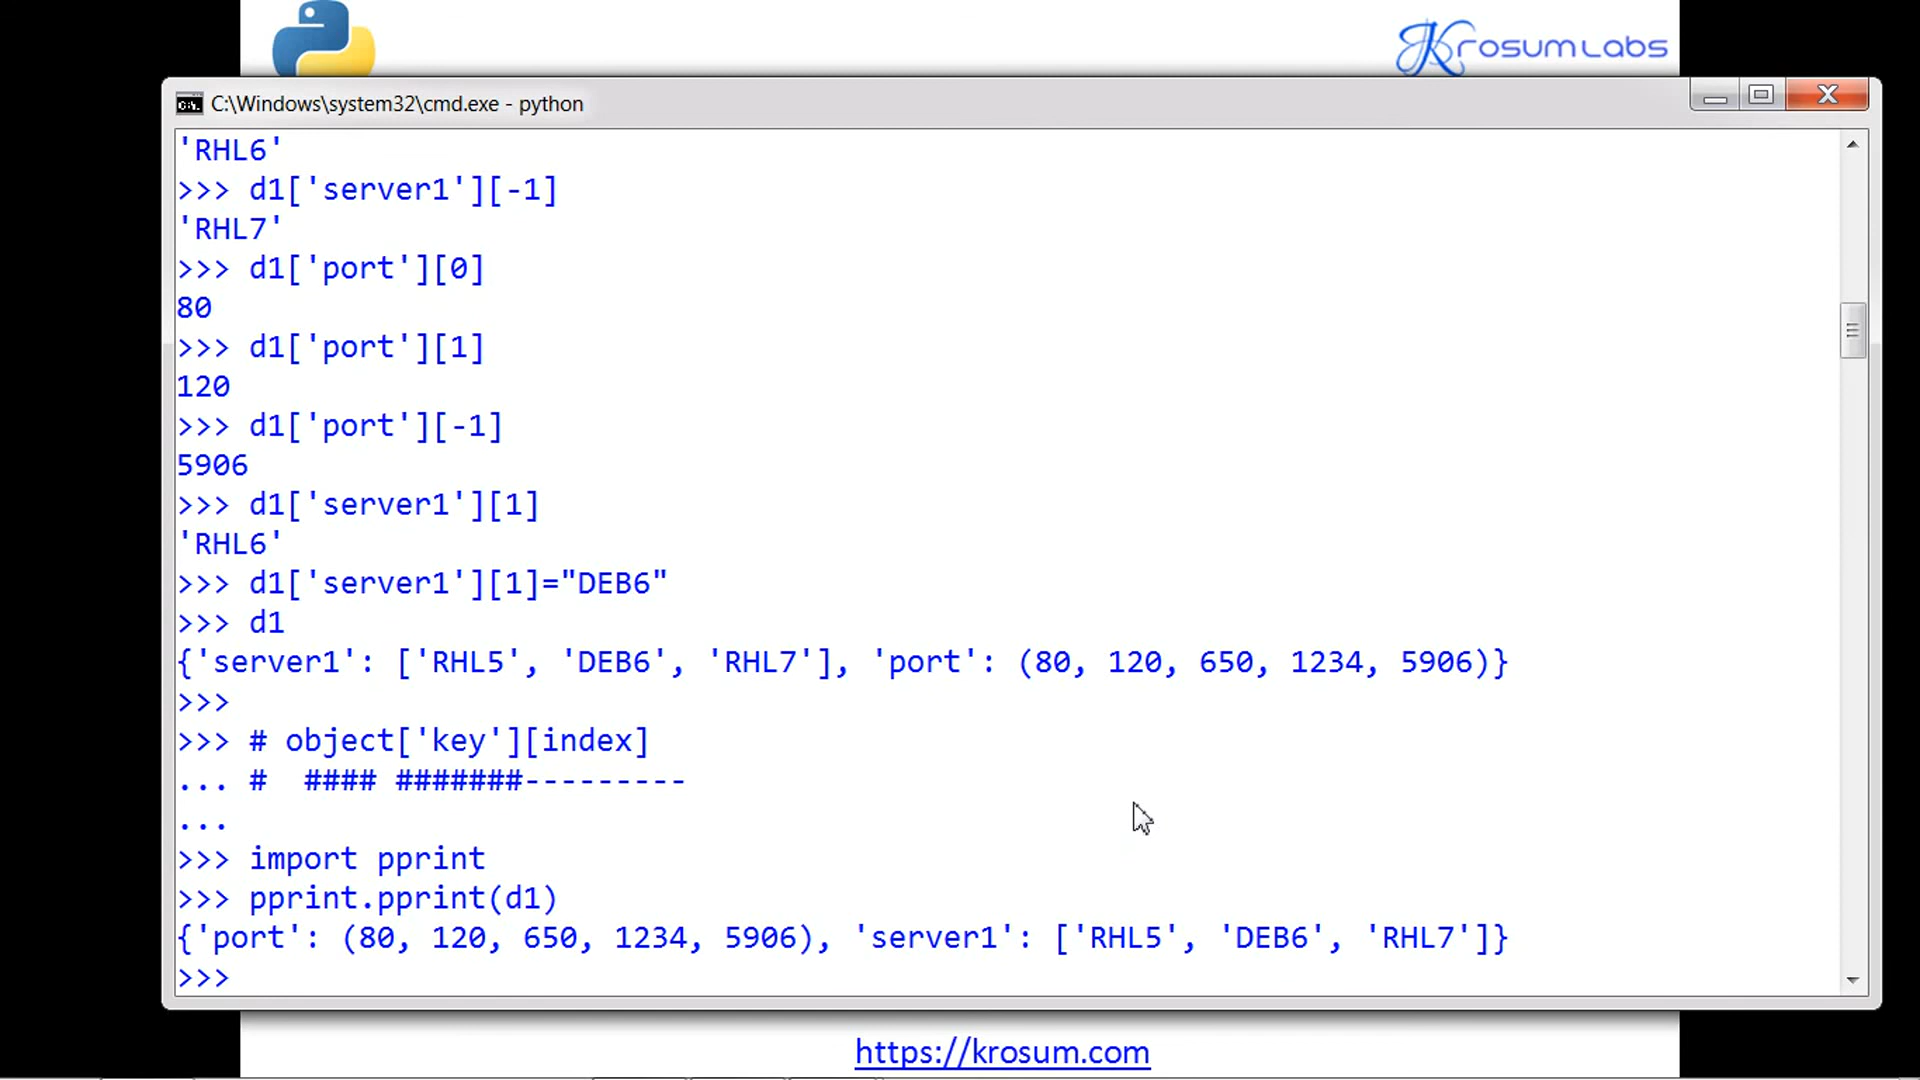 Krosum Labs
C:\Windows\system32\cmd.exe - python
'RHL6'
>>> d1['server1'][-1]
'RHL7'
>>> d1['port'][0]
80
>>> d1['port'][1]
120
>>> d1['port'][-1]
5906
>>> d1['server1'][1]
'RHL6'
>>> d1['server1'][1]="DEB6"
>>> d1
{'server1': ['RHL5', 'DEB6', 'RHL7'], 'port': (80, 120, 650, 1234, 5906)}
>>>
>>> # object['key'][index]
... #  #### #######---------
...
>>> import pprint
>>> pprint.pprint(d1)
{'port': (80, 120, 650, 1234, 5906), 'server1': ['RHL5', 'DEB6', 'RHL7']}
>>>
https://krosum.com